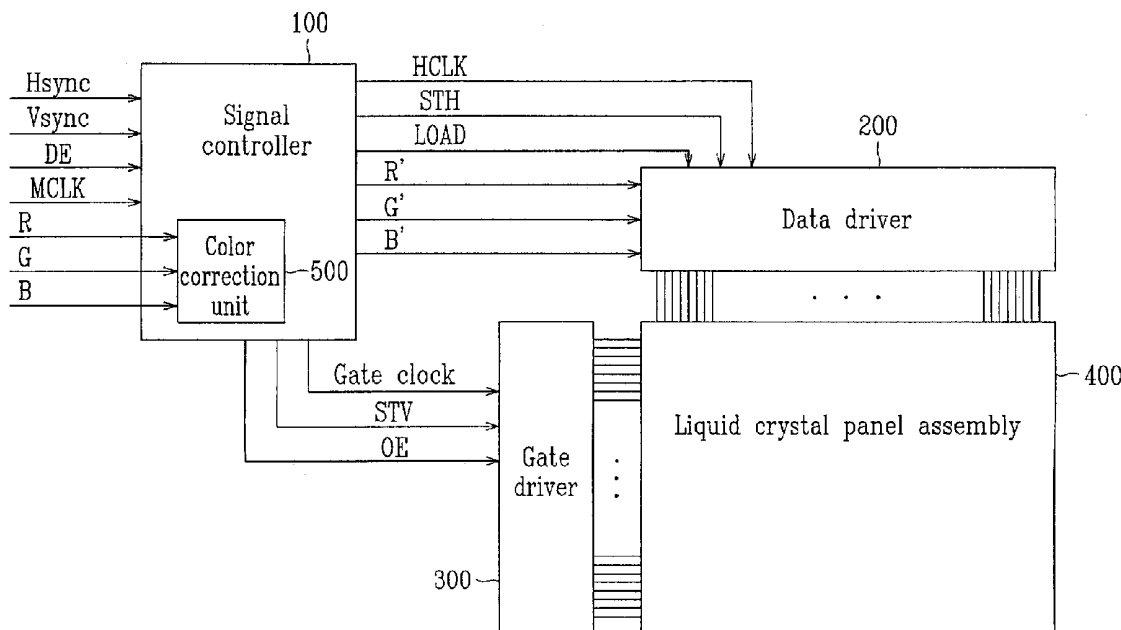 100
Hsync
Vsync
DE
MCLK
R
G
B
Signal
controller
Color
correction
unit
500
HCLK
STH
LOAD
R'
G'
B'
200
Data driver
. . .
Gate clock
STV
OE
Gate
driver
300
Liquid crystal panel assembly
400